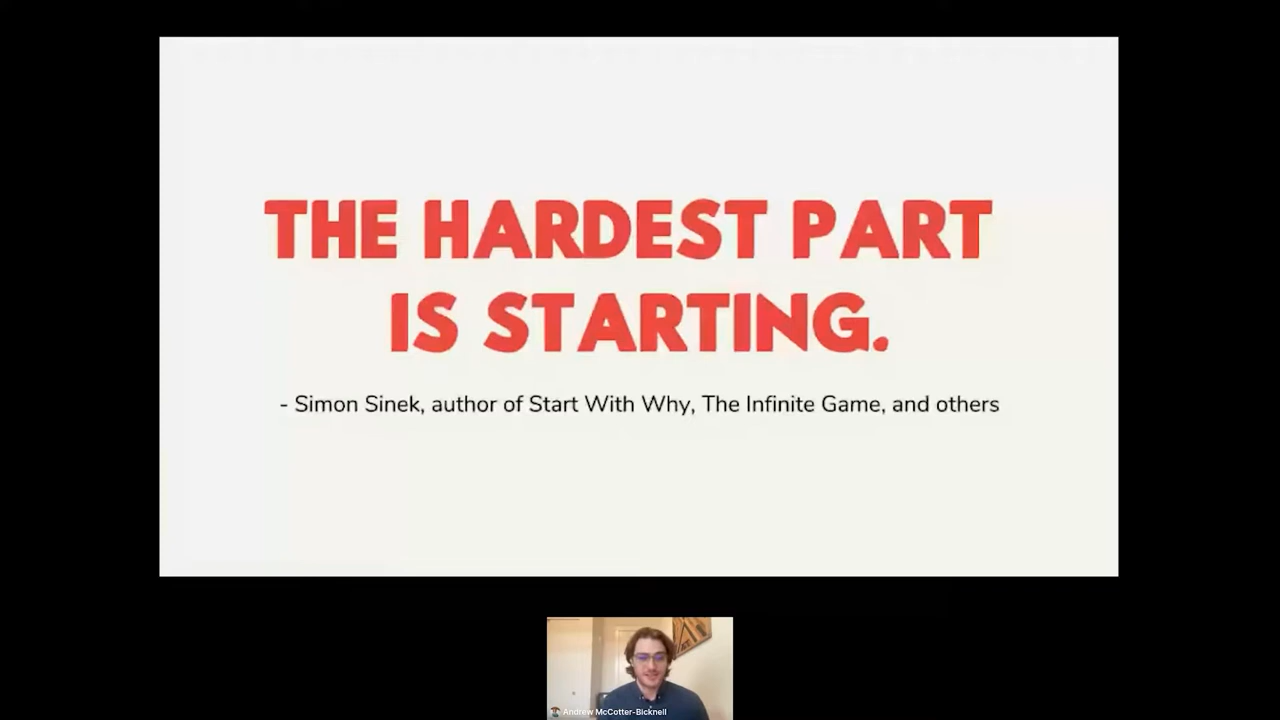 THE HARDEST PART
IS STARTING.
- Simon Sinek, author of Start With Why, The Infinite Game, and others
Andrew McCotter-Bicknell